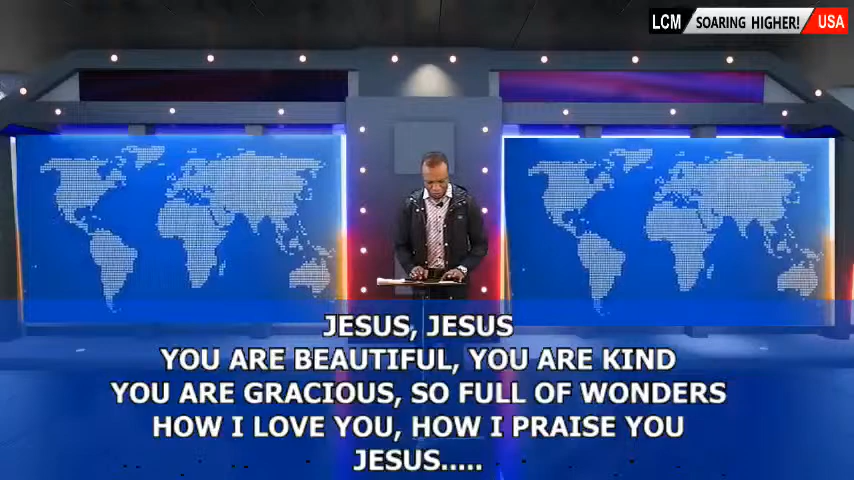 LCM SOARING HIGHER! USA
JESUS, JESUS
YOU ARE BEAUTIFUL, YOU ARE KIND
YOU ARE GRACIOUS, SO FULL OF WONDERS
HOW I LOVE YOU, HOW I PRAISE YOU
JESUS.....